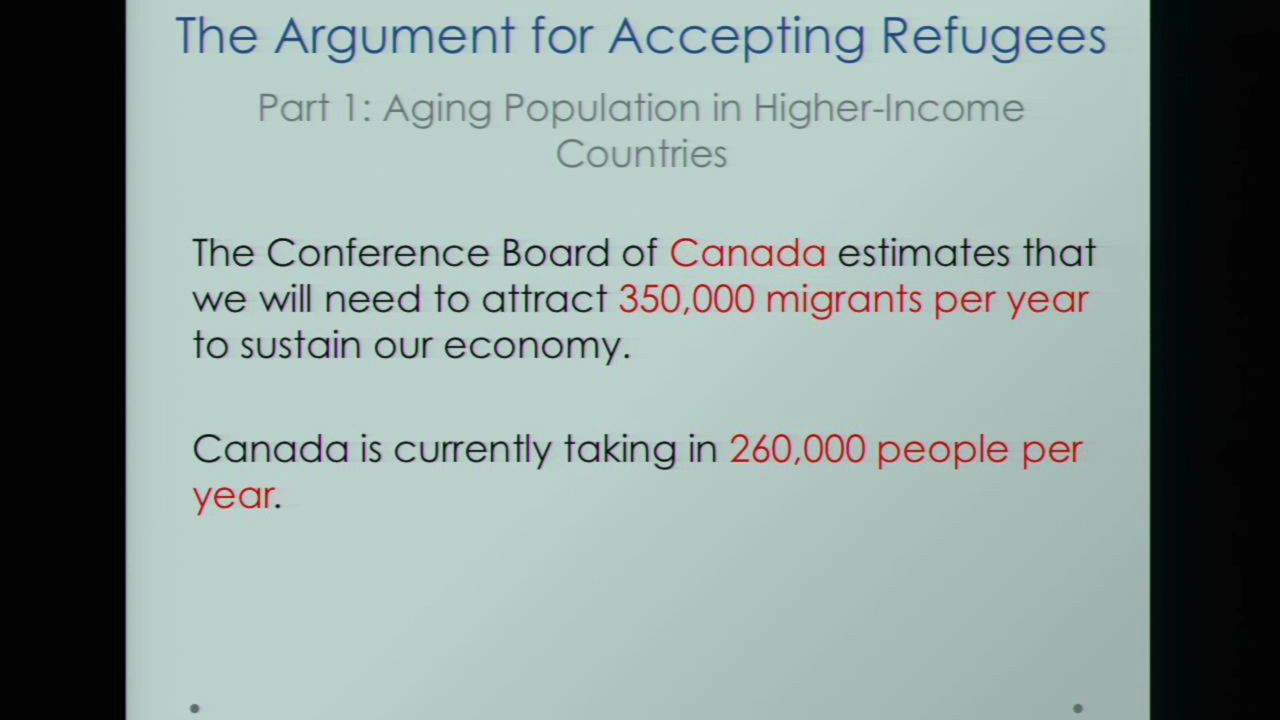 The Argument for Accepting Refugees
Part 1: Aging Population in Higher-Income
Countries
The Conference Board of Canada estimates that
we will need to attract 350,000 migrants per year
to sustain our economy.
Canada is currently taking in 260,000 people per
year.